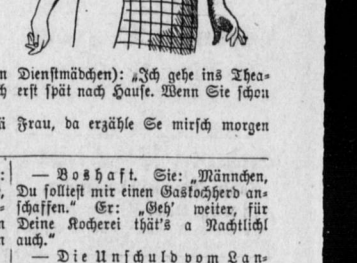 n Dienstmädchen): „Ich gehe ins Thea-
h erst spät nach Hause. Wenn Sie schon
ä Frau, da erzähle Se mirsch morgen
— Boshaft. Sie: „Männchen,
Du solltest mir einen Gaskochherd an-
schaffen.“ Er: „Geh’ weiter, für
Deine Kocherei thät’s a Nachtlichl
auch.“
— Die Unschuld vom Lan-